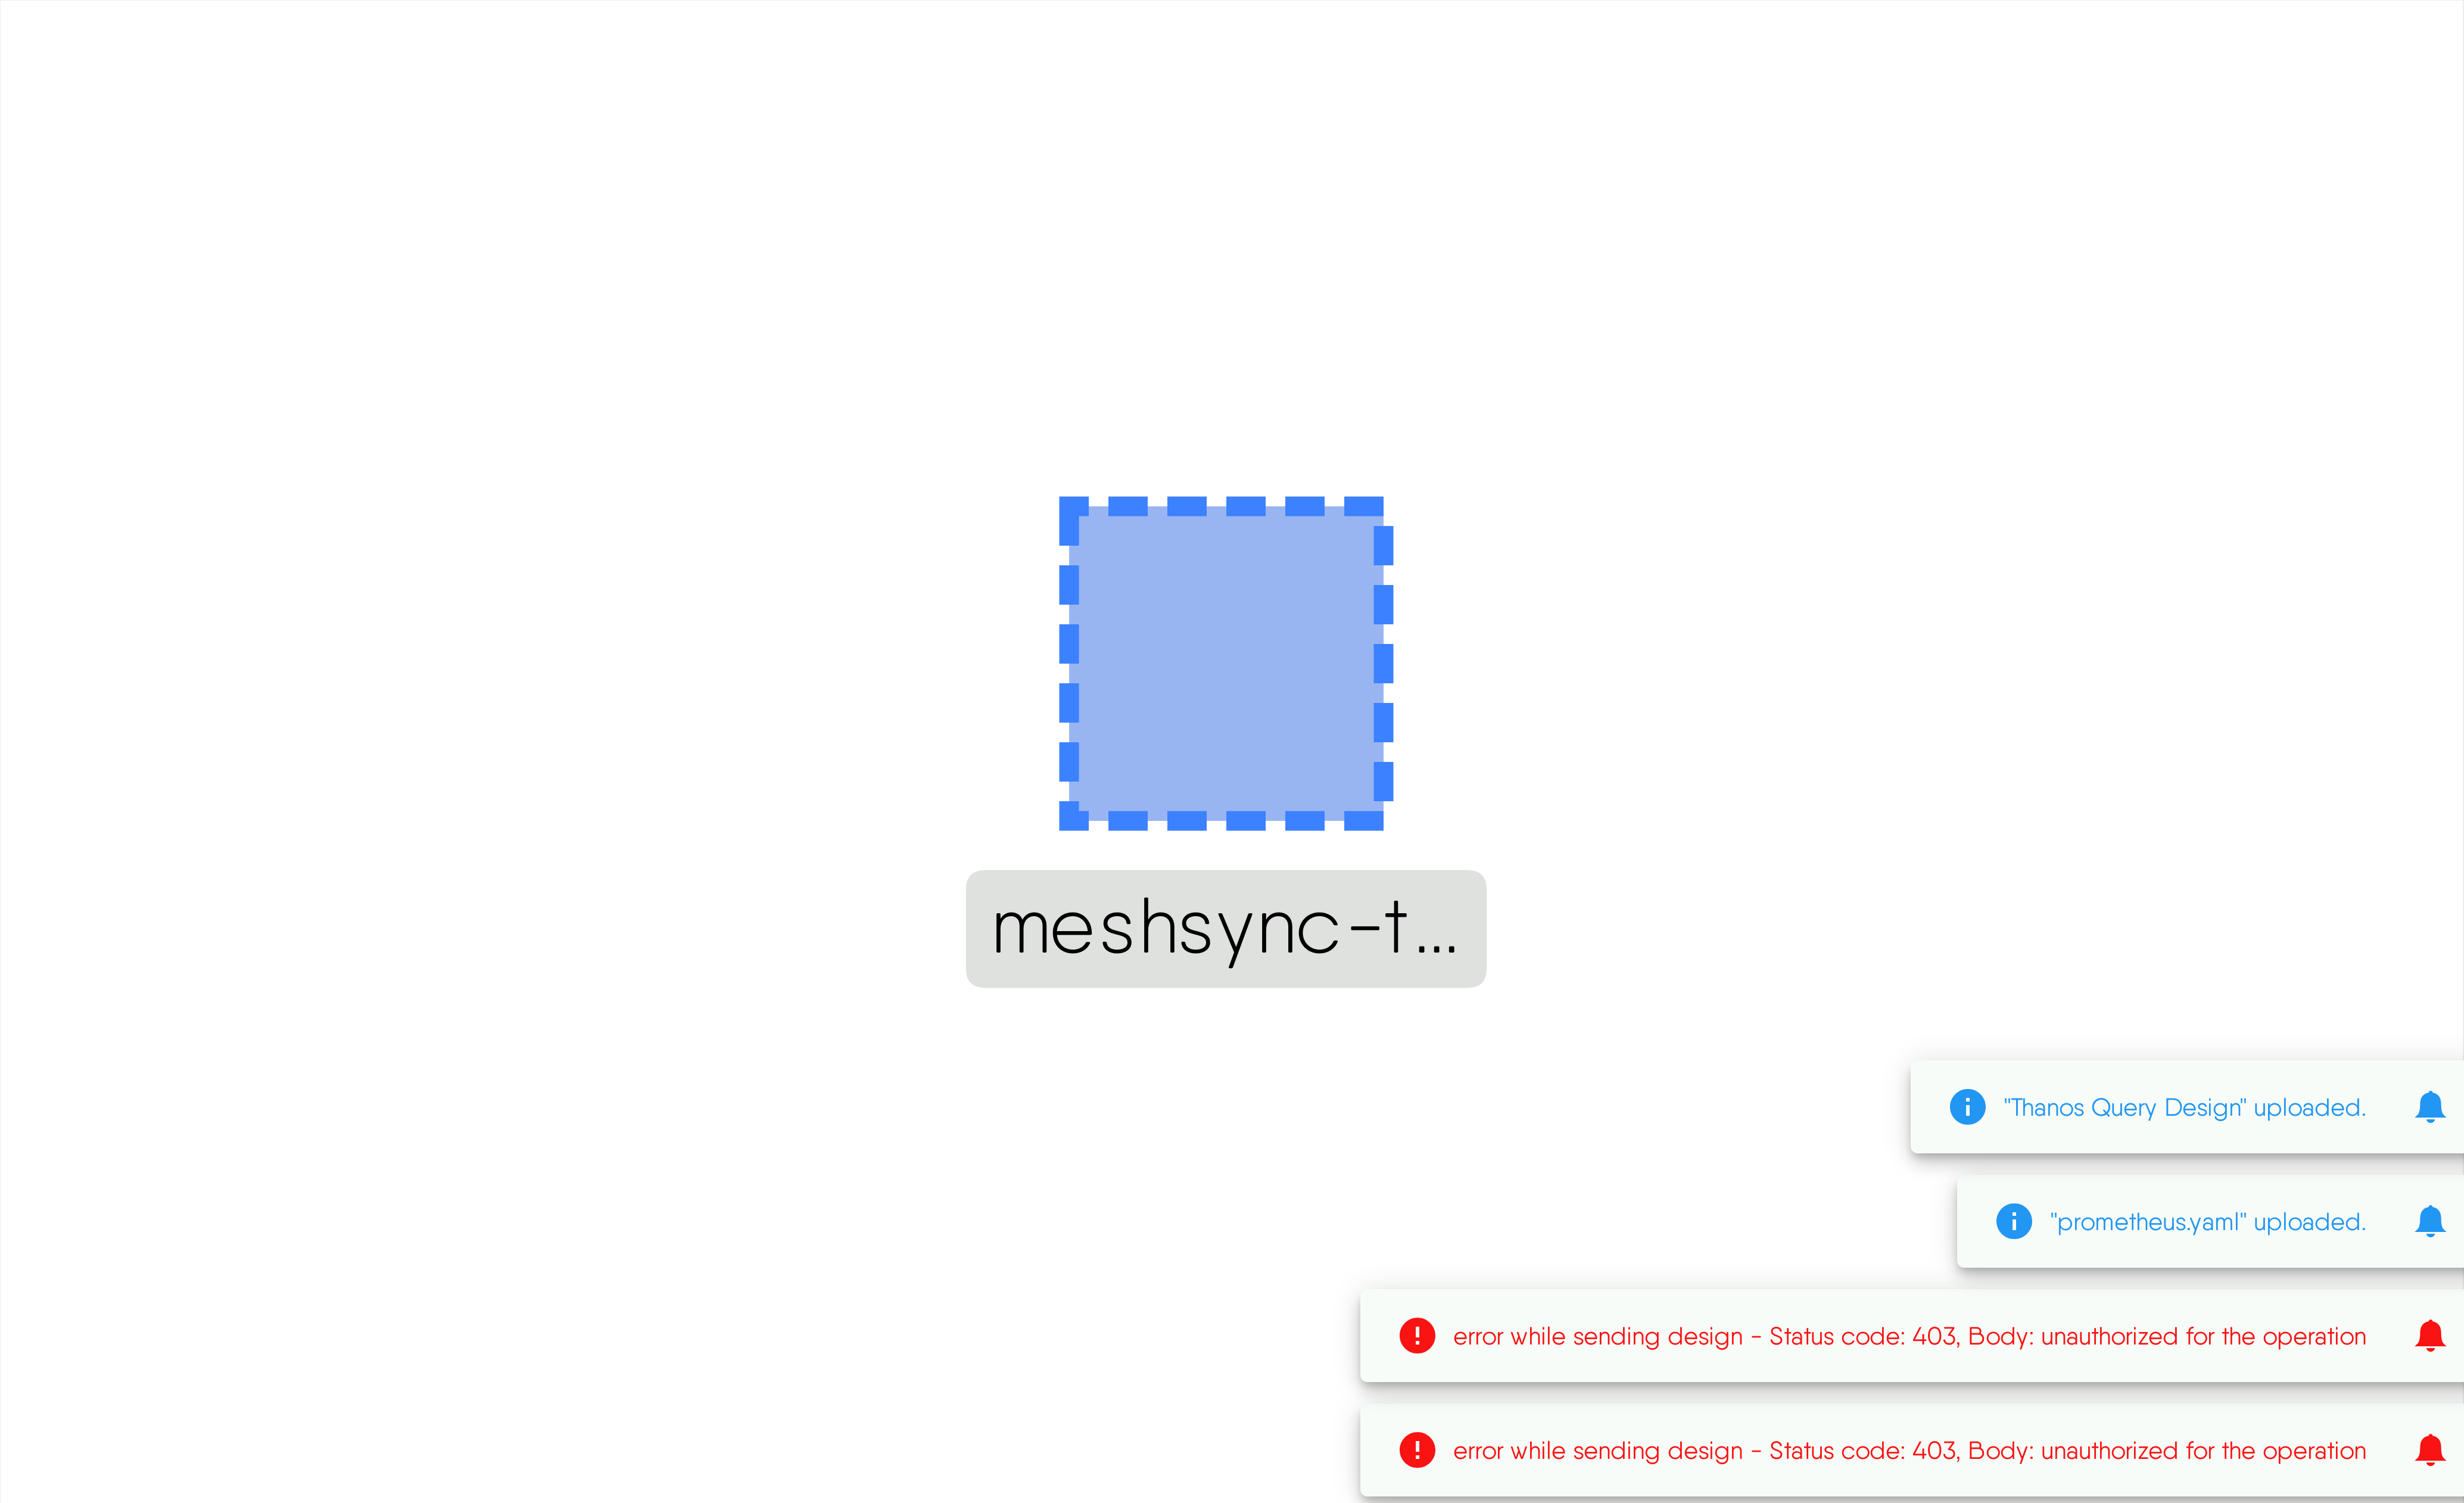 meshsync-t...
"Thanos Query Design" uploaded.
"prometheus.yaml" uploaded.
error while sending design - Status code: 403, Body: unauthorized for the operation
error while sending design - Status code: 403, Body: unauthorized for the operation